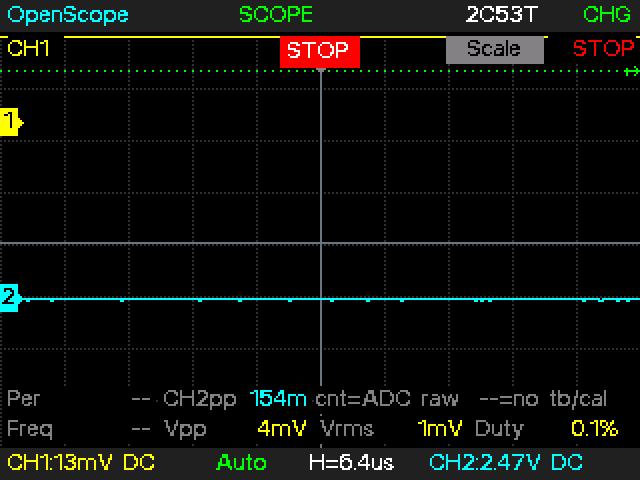 OpenScope SCOPE 2C53T CHG
CH1 STOP Scale STOP
1
2
Per -- CH2pp 154m cnt=ADC raw --=no tb/cal
Freq -- Vpp 4mV Vrms 1mV Duty 0.1%
CH1:13mV DC Auto H=6.4us CH2:2.47V DC